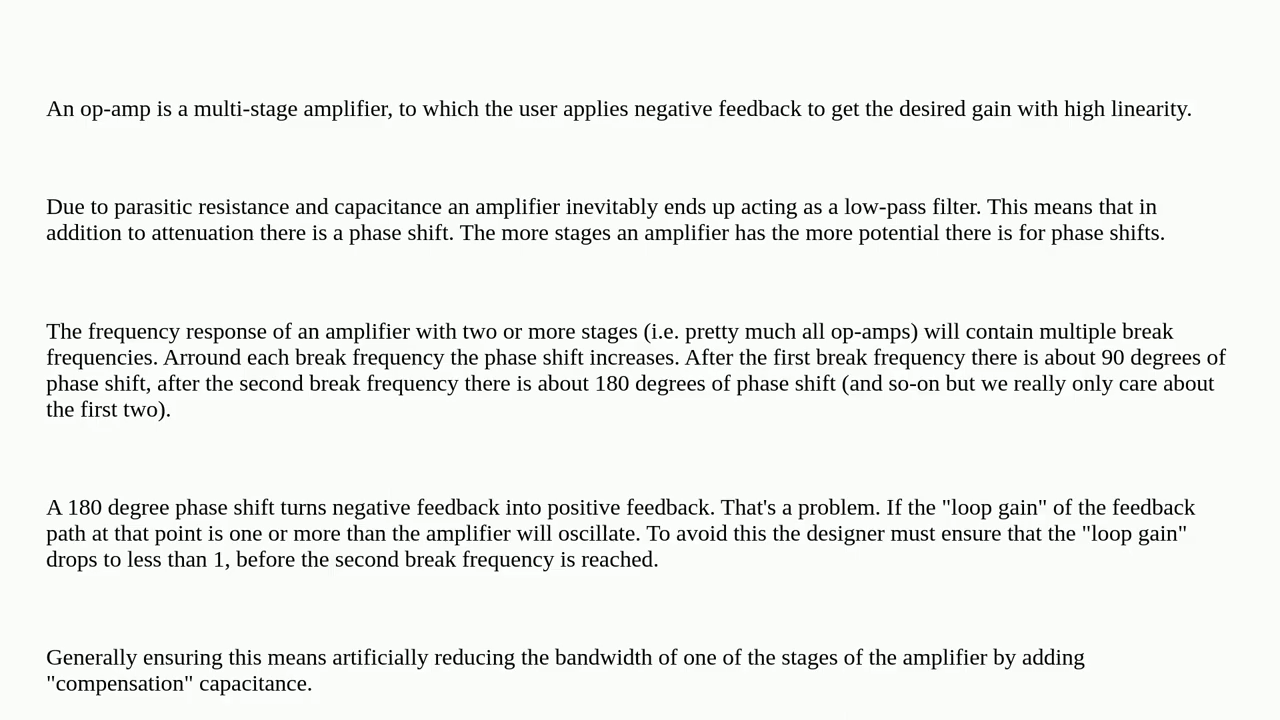 An op-amp is a multi-stage amplifier, to which the user applies negative feedback to get the desired gain with high linearity.
Due to parasitic resistance and capacitance an amplifier inevitably ends up acting as a low-pass filter. This means that in
addition to attenuation there is a phase shift. The more stages an amplifier has the more potential there is for phase shifts.
The frequency response of an amplifier with two or more stages (i.e. pretty much all op-amps) will contain multiple break
frequencies. Arround each break frequency the phase shift increases. After the first break frequency there is about 90 degrees of
phase shift, after the second break frequency there is about 180 degrees of phase shift (and so-on but we really only care about
the first two).
A 180 degree phase shift turns negative feedback into positive feedback. That's a problem. If the "loop gain" of the feedback
path at that point is one or more than the amplifier will oscillate. To avoid this the designer must ensure that the "loop gain"
drops to less than 1, before the second break frequency is reached.
Generally ensuring this means artificially reducing the bandwidth of one of the stages of the amplifier by adding
"compensation" capacitance.